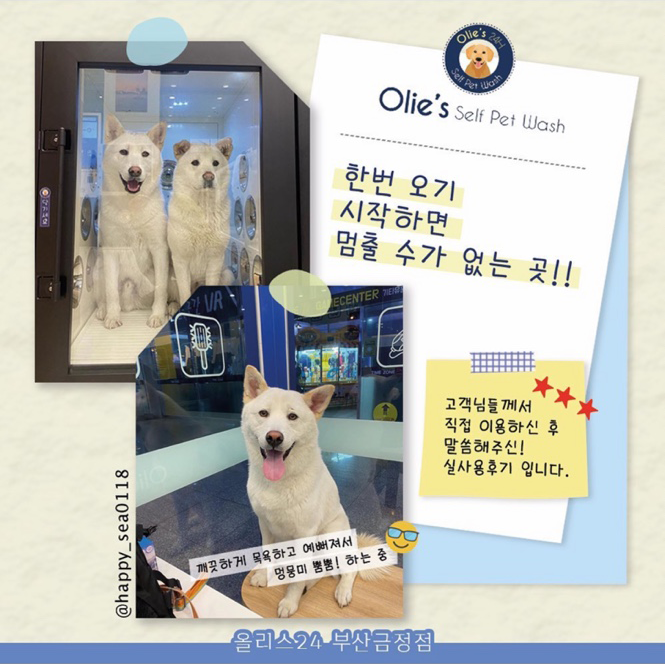 Olie's 24H
Self Pet Wash
Olie's Self Pet Wash
한번 오기
시작하면
멈출 수가 없는 곳!!
VR
MECENTER
고객님들께서
직접 이용하신 후
말씀해주신!
실사용후기 입니다.
@happy_sea0118
깨끗하게 목욕하고 예뻐져서
멍뭉미 뿜뿜! 하는 중
올리스24 부산금정점